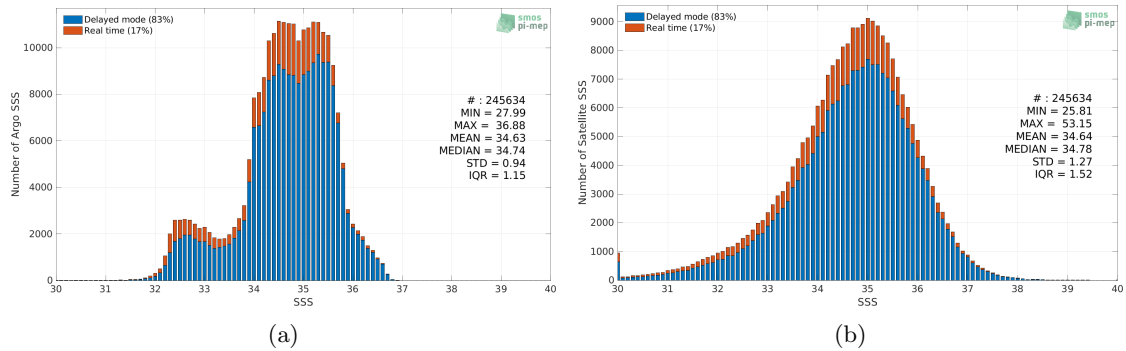 Delayed mode (83%)
Real time (17%)
smos
pi-mep
# : 245634
MIN = 27.99
MAX = 36.88
MEAN = 34.63
MEDIAN = 34.74
STD = 0.94
IQR = 1.15
Number of Argo SSS
10000
8000
6000
4000
2000
0
30 31 32 33 34 35 36 37 38 39 40
SSS
(a)
Delayed mode (83%)
Real time (17%)
smos
pi-mep
# : 245634
MIN = 25.81
MAX = 53.15
MEAN = 34.64
MEDIAN = 34.78
STD = 1.27
IQR = 1.52
Number of Satellite SSS
9000
8000
7000
6000
5000
4000
3000
2000
1000
0
30 31 32 33 34 35 36 37 38 39 40
SSS
(b)